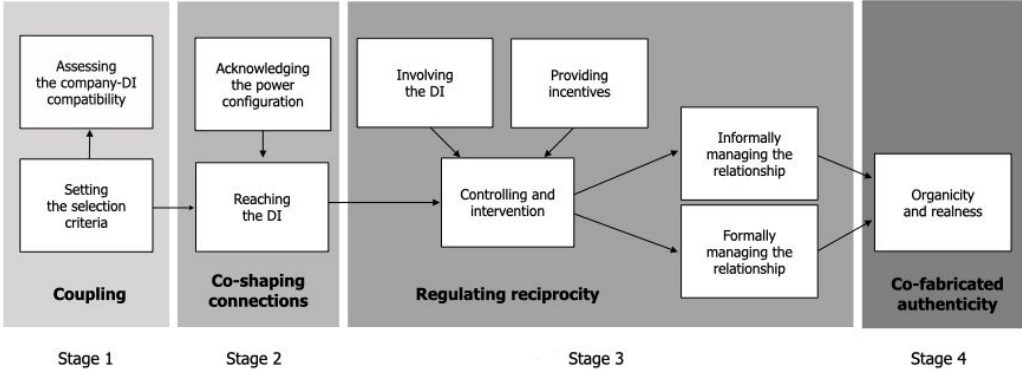 Assessing
the company-DI
compatibility
Setting
the selection
criteria
Coupling
Stage 1
Acknowledging
the power
configuration
Reaching
the DI
Co-shaping
connections
Stage 2
Involving
the DI
Providing
incentives
Controlling and
intervention
Informally
managing the
relationship
Formally
managing the
relationship
Regulating reciprocity
Stage 3
Organicity
and realness
Co-fabricated
authenticity
Stage 4